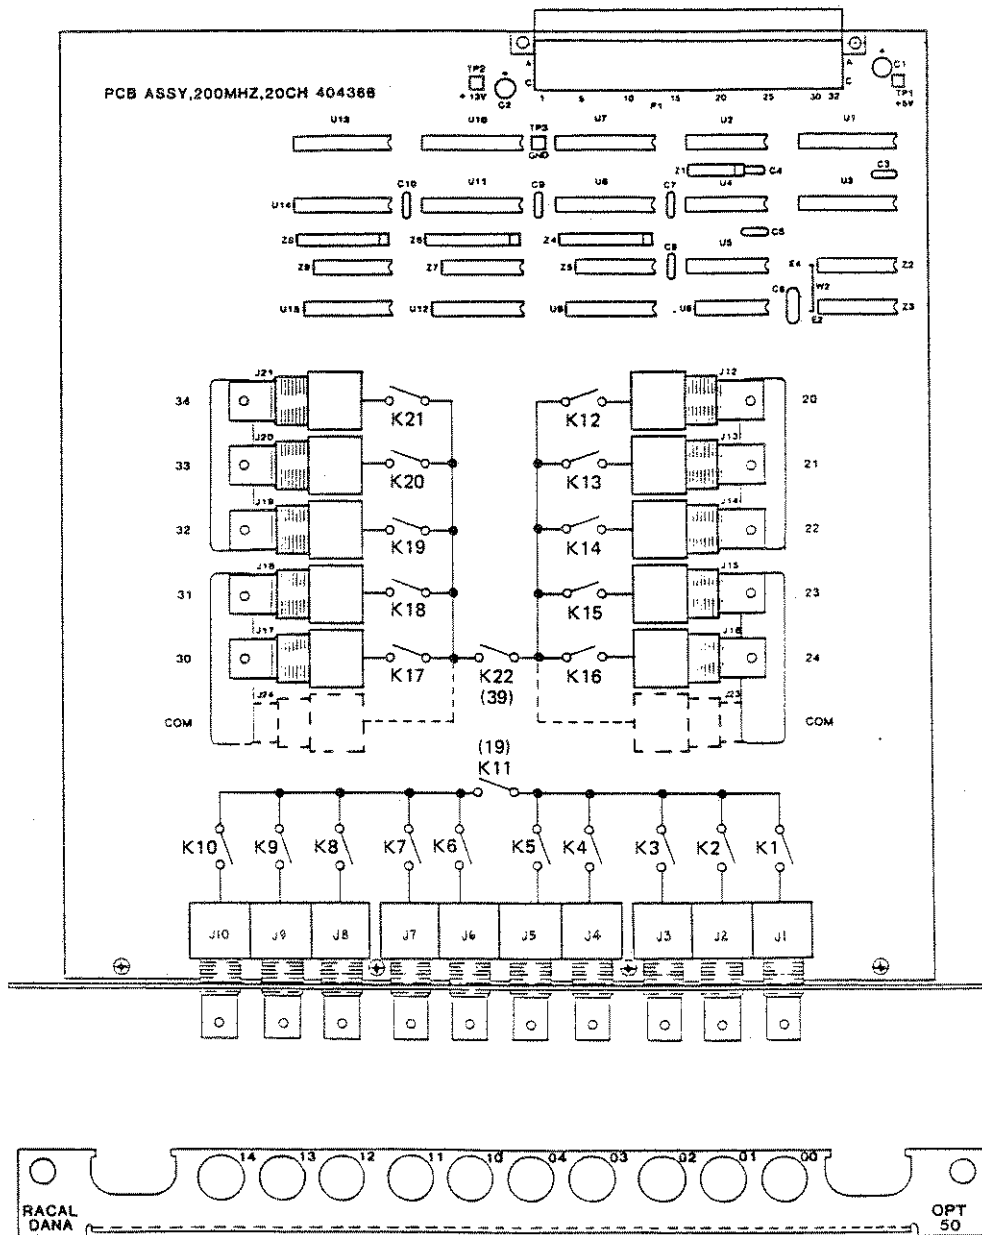 PCB ASSY,200MHZ,20CH 404366
TP2
+ 13V
C2
A
C
1 5 10 15 20 25 30 32
P1
A
C
C1
TP1
+5V
U13 U10 TP3 U7 U2 U1
GND
Z1 C4 C3
C10 U11 C9 U8 C7 U4 U3
U14
C5
Z8 Z6 Z4 U5
C8
Z9 Z7 Z5 E4 Z2
W2
C6
U15 U12 U9 U6 E2 Z3
J21 J12
34 K21 K12 20
J20 J13
33 K20 K13 21
J19 J14
32 K19 K14 22
J18 J15
31 K18 K15 23
J17 J16
30 K17 K22 K16 24
(39)
J24 J23
COM COM
(19)
K11
K10 K9 K8 K7 K6 K5 K4 K3 K2 K1
J10 J9 J8 J7 J6 J5 J4 J3 J2 J1
14 13 12 11 10 04 03 02 01 00
RACAL
DANA
OPT
50